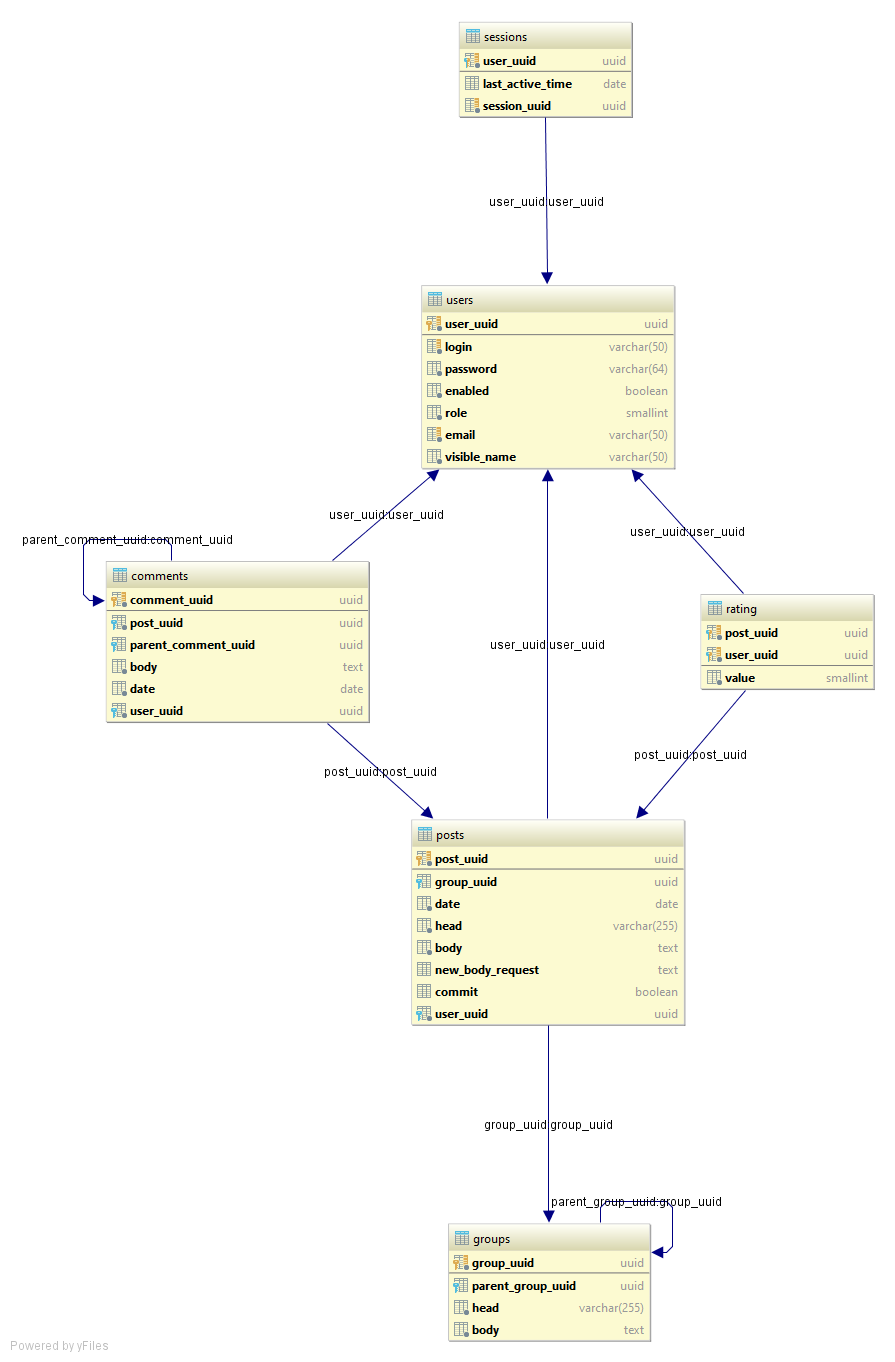 sessions
user_uuid uuid
last_active_time date
session_uuid uuid
user_uuid:user_uuid
users
user_uuid uuid
login varchar(50)
password varchar(64)
enabled boolean
role smallint
email varchar(50)
visible_name varchar(50)
user_uuid:user_uuid
user_uuid:user_uuid
parent_comment_uuid:comment_uuid
comments
comment_uuid uuid
post_uuid uuid
parent_comment_uuid uuid
body text
date date
user_uuid uuid
rating
post_uuid uuid
user_uuid uuid
value smallint
user_uuid:user_uuid
post_uuid:post_uuid
post_uuid:post_uuid
posts
post_uuid uuid
group_uuid uuid
date date
head varchar(255)
body text
new_body_request text
commit boolean
user_uuid uuid
group_uuid:group_uuid
parent_group_uuid:group_uuid
groups
group_uuid uuid
parent_group_uuid uuid
head varchar(255)
body text
Powered by yFiles